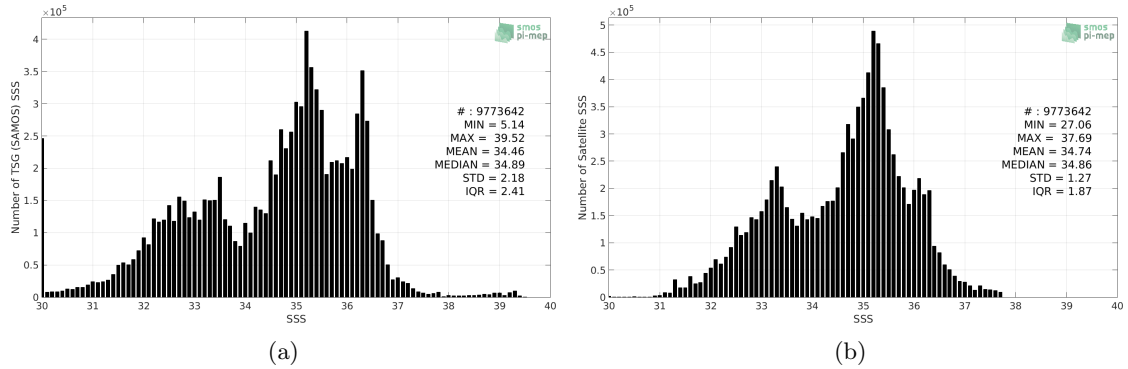 ×10⁵
smos
pi-mep
4
3.5
3
2.5
2
1.5
1
0.5
0
Number of TSG (SAMOS) SSS
# : 9773642
MIN = 5.14
MAX = 39.52
MEAN = 34.46
MEDIAN = 34.89
STD = 2.18
IQR = 2.41
30 31 32 33 34 35 36 37 38 39 40
SSS
(a)
×10⁵
smos
pi-mep
5
4.5
4
3.5
3
2.5
2
1.5
1
0.5
0
Number of Satellite SSS
# : 9773642
MIN = 27.06
MAX = 37.69
MEAN = 34.74
MEDIAN = 34.86
STD = 1.27
IQR = 1.87
30 31 32 33 34 35 36 37 38 39 40
SSS
(b)